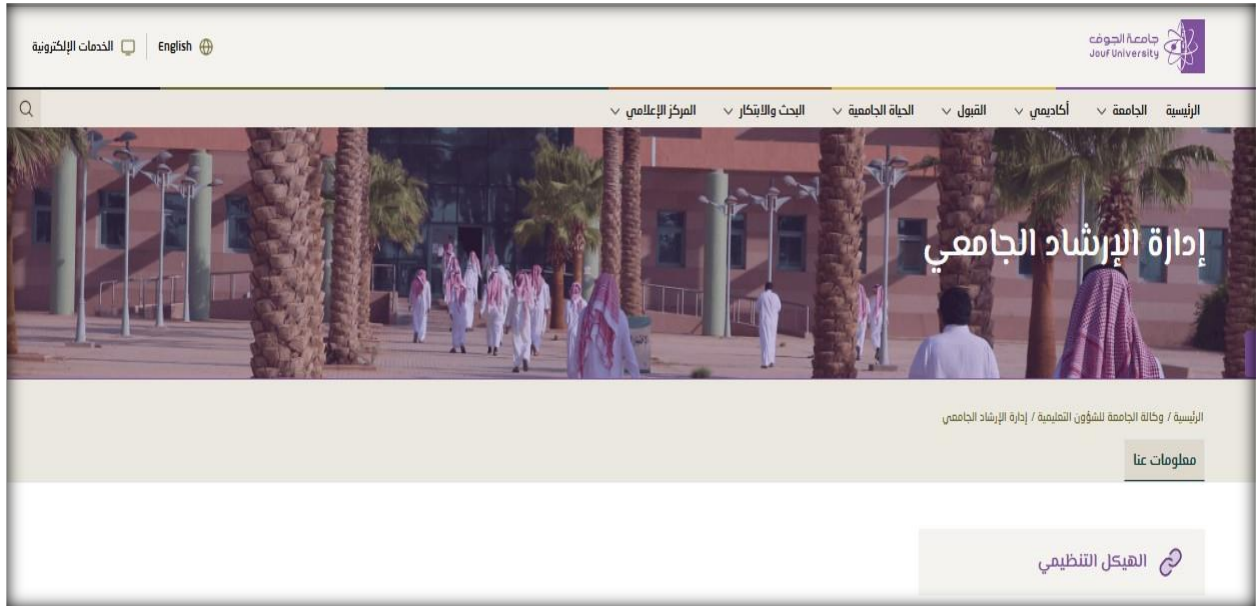 جامعة الجوف
Jouf University
English
الخدمات الإلكترونية
الرئيسية الجامعة أكاديمي القبول الحياة الجامعية البحث والابتكار المركز الإعلامي
إدارة الإرشاد الجامعي
الرئيسية / وكالة الجامعة للشؤون التعليمية / إدارة الإرشاد الجامعي
معلومات عنا
الهيكل التنظيمي